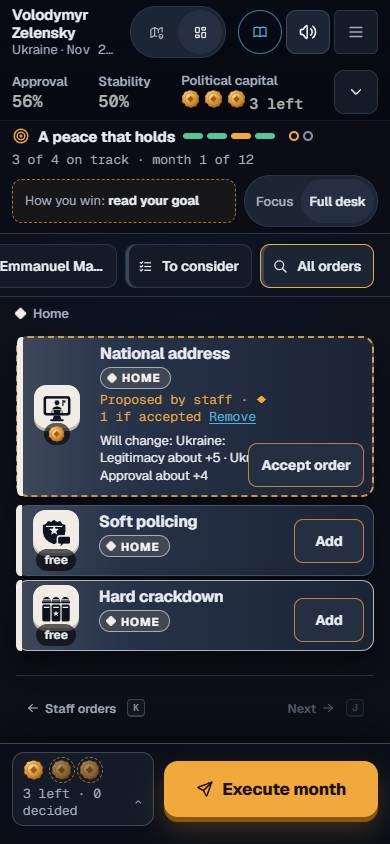 Volodymyr
Zelensky
Ukraine · Nov 2…
Approval
56%
Stability
50%
Political capital
3 left
A peace that holds
3 of 4 on track · month 1 of 12
How you win: read your goal
Focus
Full desk
Emmanuel Ma…
To consider
All orders
Home
National address
HOME
Proposed by staff · ◆
1 if accepted Remove
Will change: Ukraine:
Legitimacy about +5 · Ukr
Approval about +4
Accept order
Soft policing
HOME
free
Add
Hard crackdown
HOME
free
Add
← Staff orders K
Next → J
3 left · 0
decided
Execute month